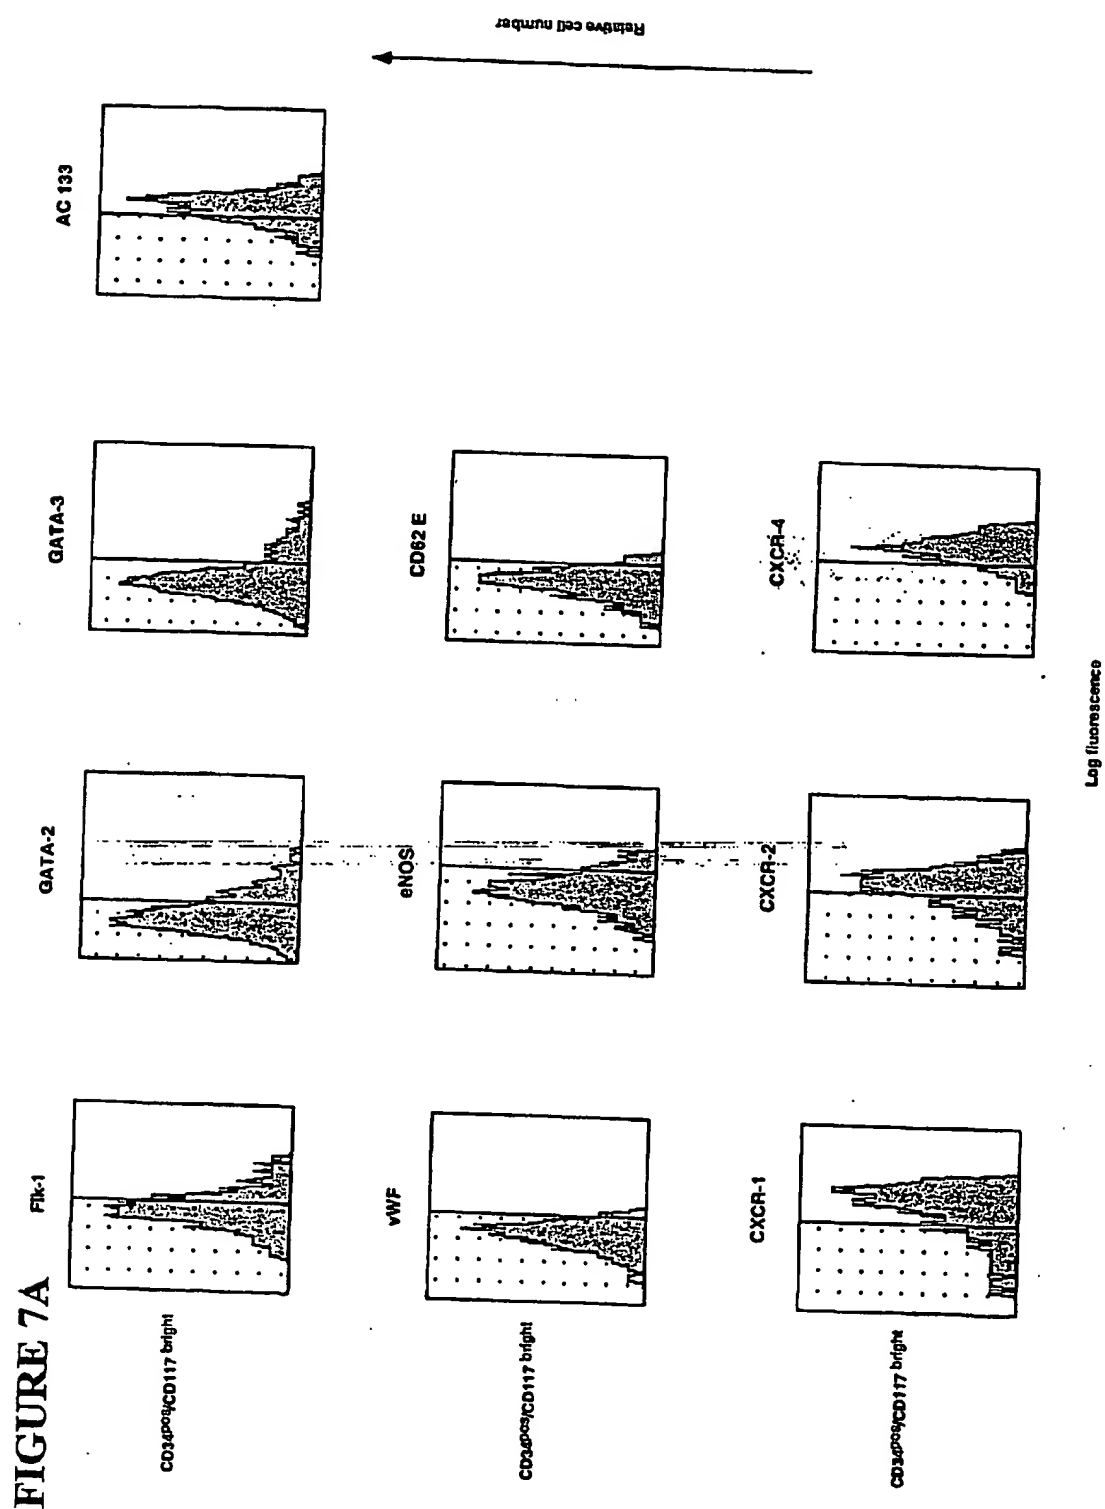 FIGURE 7A
Flk-1
GATA-2
GATA-3
AC 133
CD34pos/CD117 bright
vWF
eNOS
CD62 E
CD34pos/CD117 bright
CXCR-1
CXCR-2
CXCR-4
CD34pos/CD117 bright
Relative cell number
Log fluorescence